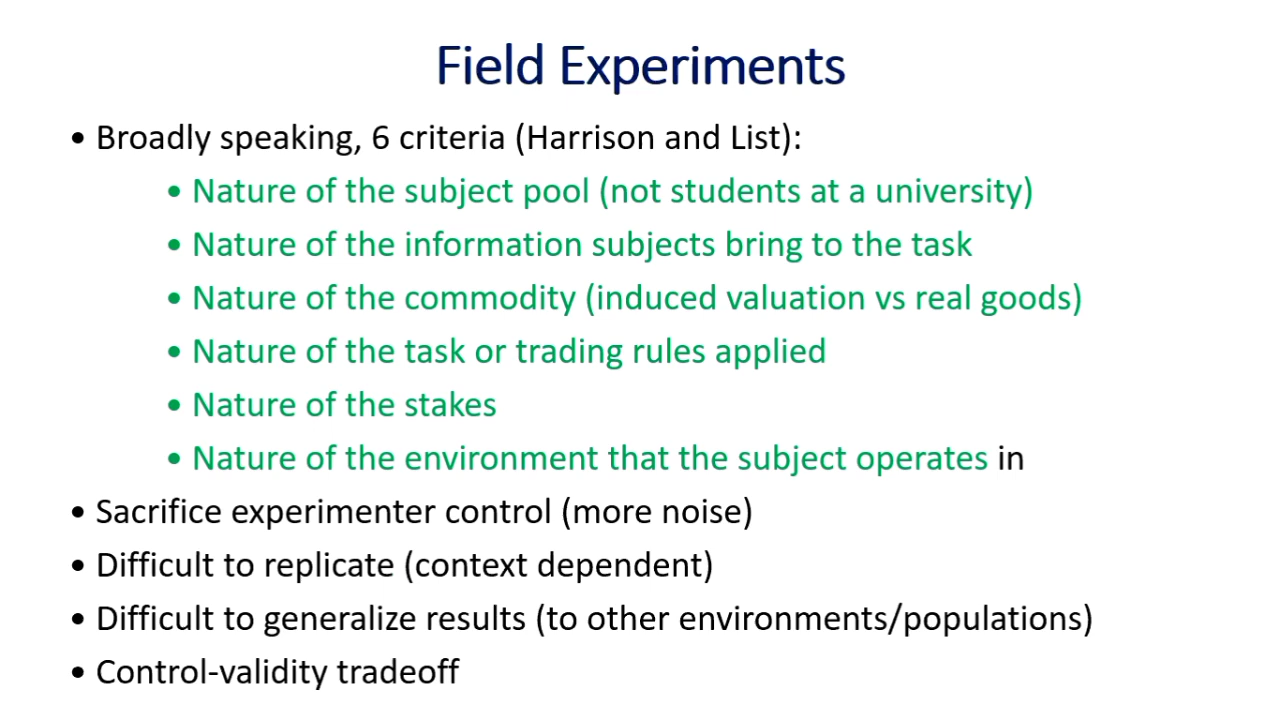 Field Experiments
• Broadly speaking, 6 criteria (Harrison and List):
• Nature of the subject pool (not students at a university)
• Nature of the information subjects bring to the task
• Nature of the commodity (induced valuation vs real goods)
• Nature of the task or trading rules applied
• Nature of the stakes
• Nature of the environment that the subject operates in
• Sacrifice experimenter control (more noise)
• Difficult to replicate (context dependent)
• Difficult to generalize results (to other environments/populations)
• Control-validity tradeoff